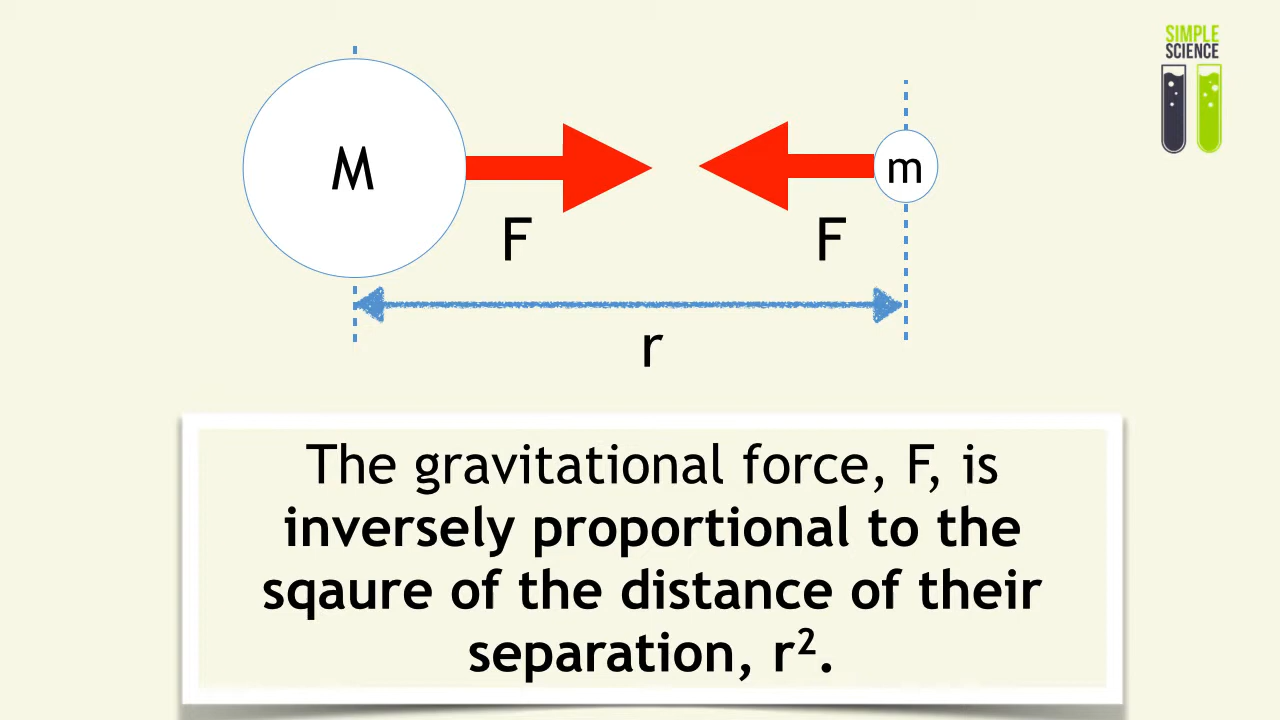 SIMPLE
SCIENCE
M
m
F
F
r
The gravitational force, F, is
inversely proportional to the
sqaure of the distance of their
separation, r².